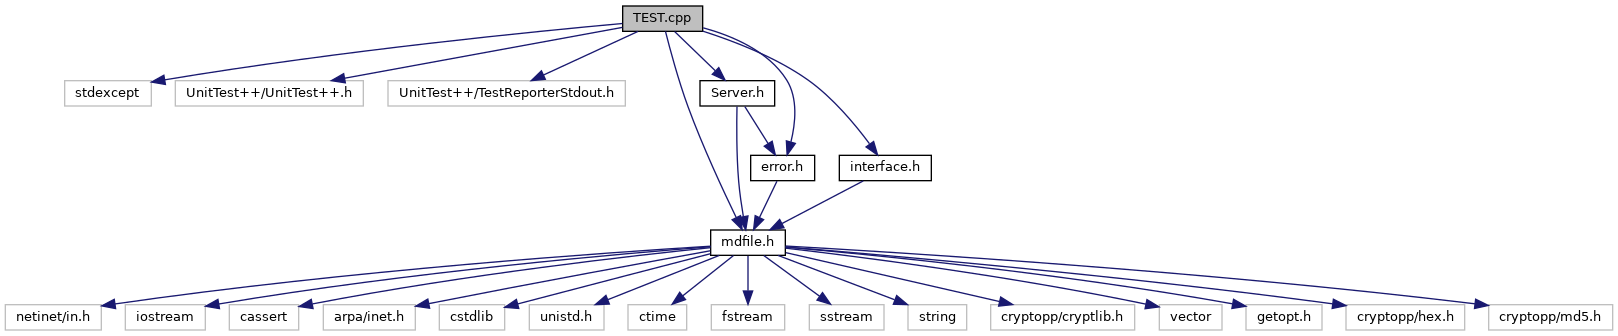 TEST.cpp
stdexcept
UnitTest++/UnitTest++.h
UnitTest++/TestReporterStdout.h
Server.h
error.h
interface.h
mdfile.h
netinet/in.h
iostream
cassert
arpa/inet.h
cstdlib
unistd.h
ctime
fstream
sstream
string
cryptopp/cryptlib.h
vector
getopt.h
cryptopp/hex.h
cryptopp/md5.h